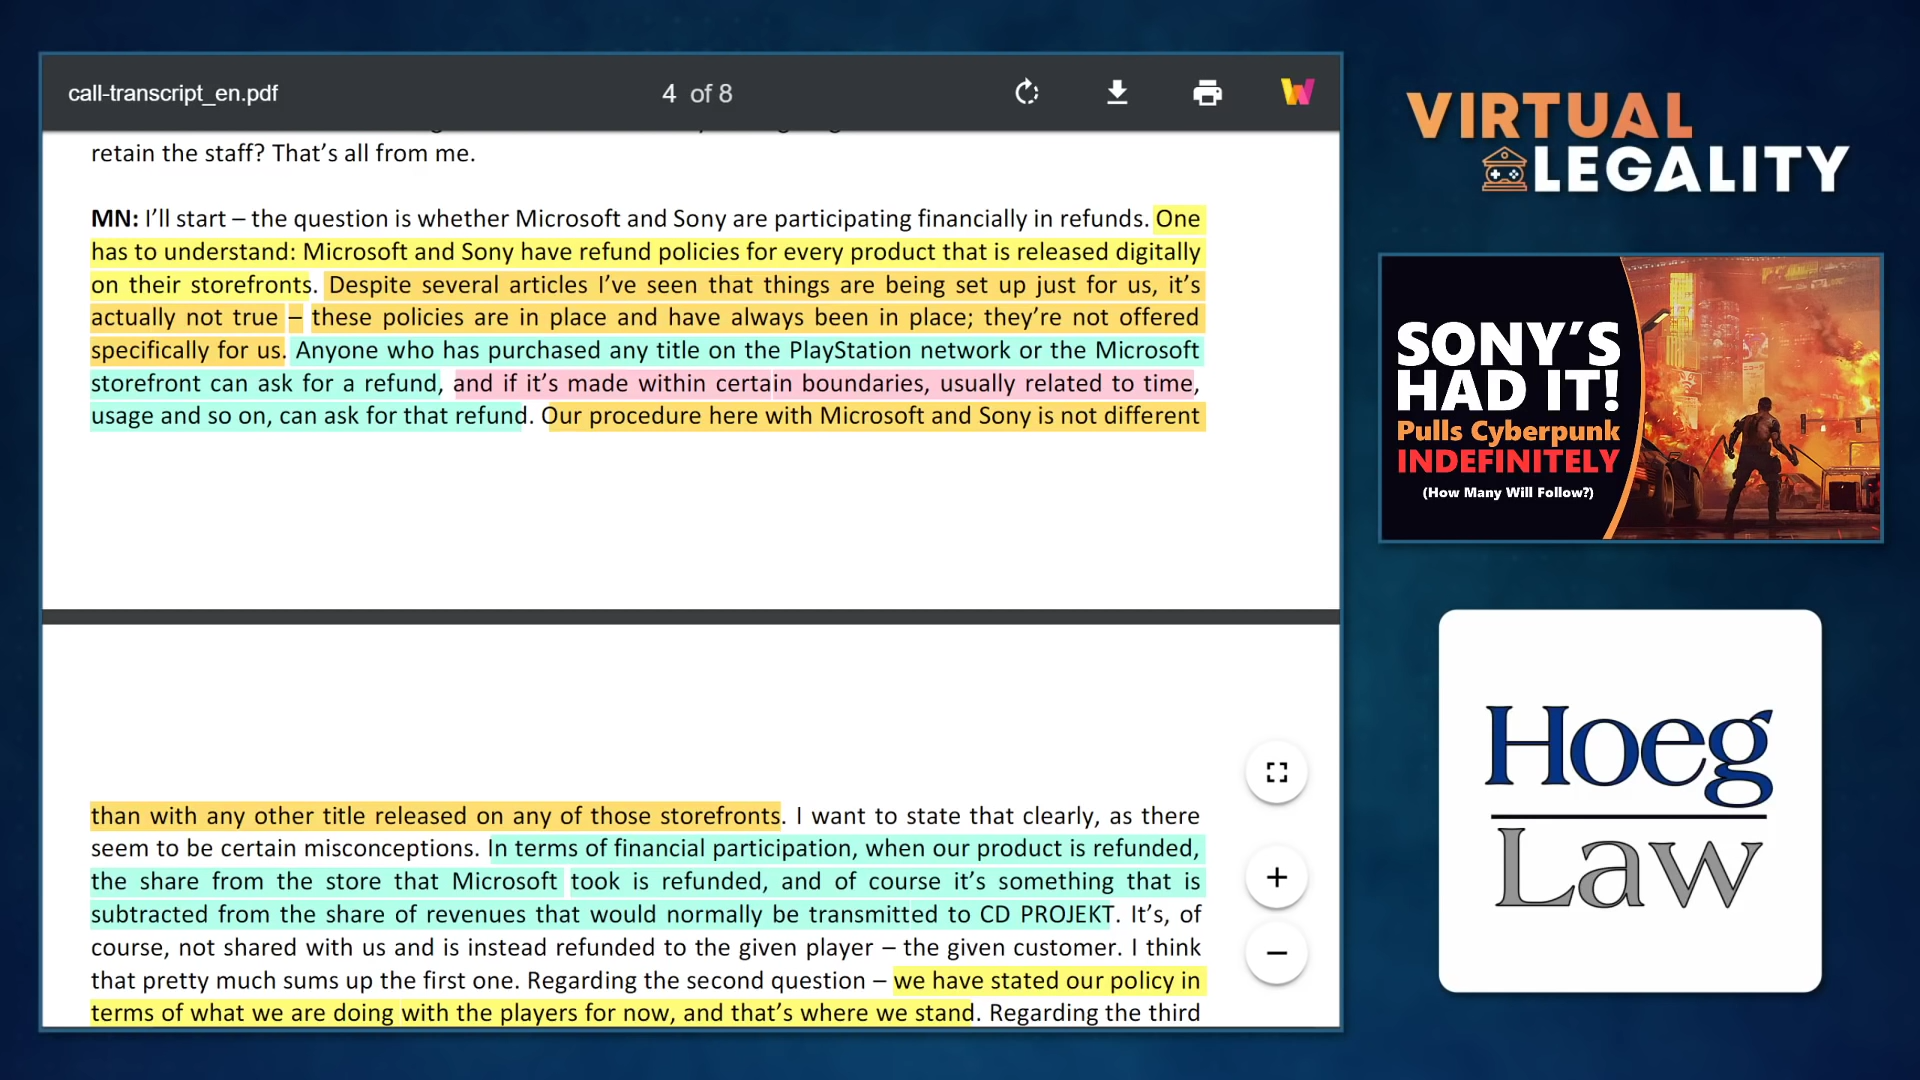 call-transcript_en.pdf
4 of 8
retain the staff? That’s all from me.
MN: I’ll start – the question is whether Microsoft and Sony are participating financially in refunds. One
has to understand: Microsoft and Sony have refund policies for every product that is released digitally
on their storefronts. Despite several articles I’ve seen that things are being set up just for us, it’s
actually not true – these policies are in place and have always been in place; they’re not offered
specifically for us. Anyone who has purchased any title on the PlayStation network or the Microsoft
storefront can ask for a refund, and if it’s made within certain boundaries, usually related to time,
usage and so on, can ask for that refund. Our procedure here with Microsoft and Sony is not different
than with any other title released on any of those storefronts. I want to state that clearly, as there
seem to be certain misconceptions. In terms of financial participation, when our product is refunded,
the share from the store that Microsoft took is refunded, and of course it’s something that is
subtracted from the share of revenues that would normally be transmitted to CD PROJEKT. It’s, of
course, not shared with us and is instead refunded to the given player – the given customer. I think
that pretty much sums up the first one. Regarding the second question – we have stated our policy in
terms of what we are doing with the players for now, and that’s where we stand. Regarding the third
VIRTUAL
LEGALITY
SONY’S
HAD IT!
Pulls Cyberpunk
INDEFINITELY
(How Many Will Follow?)
Hoeg
Law